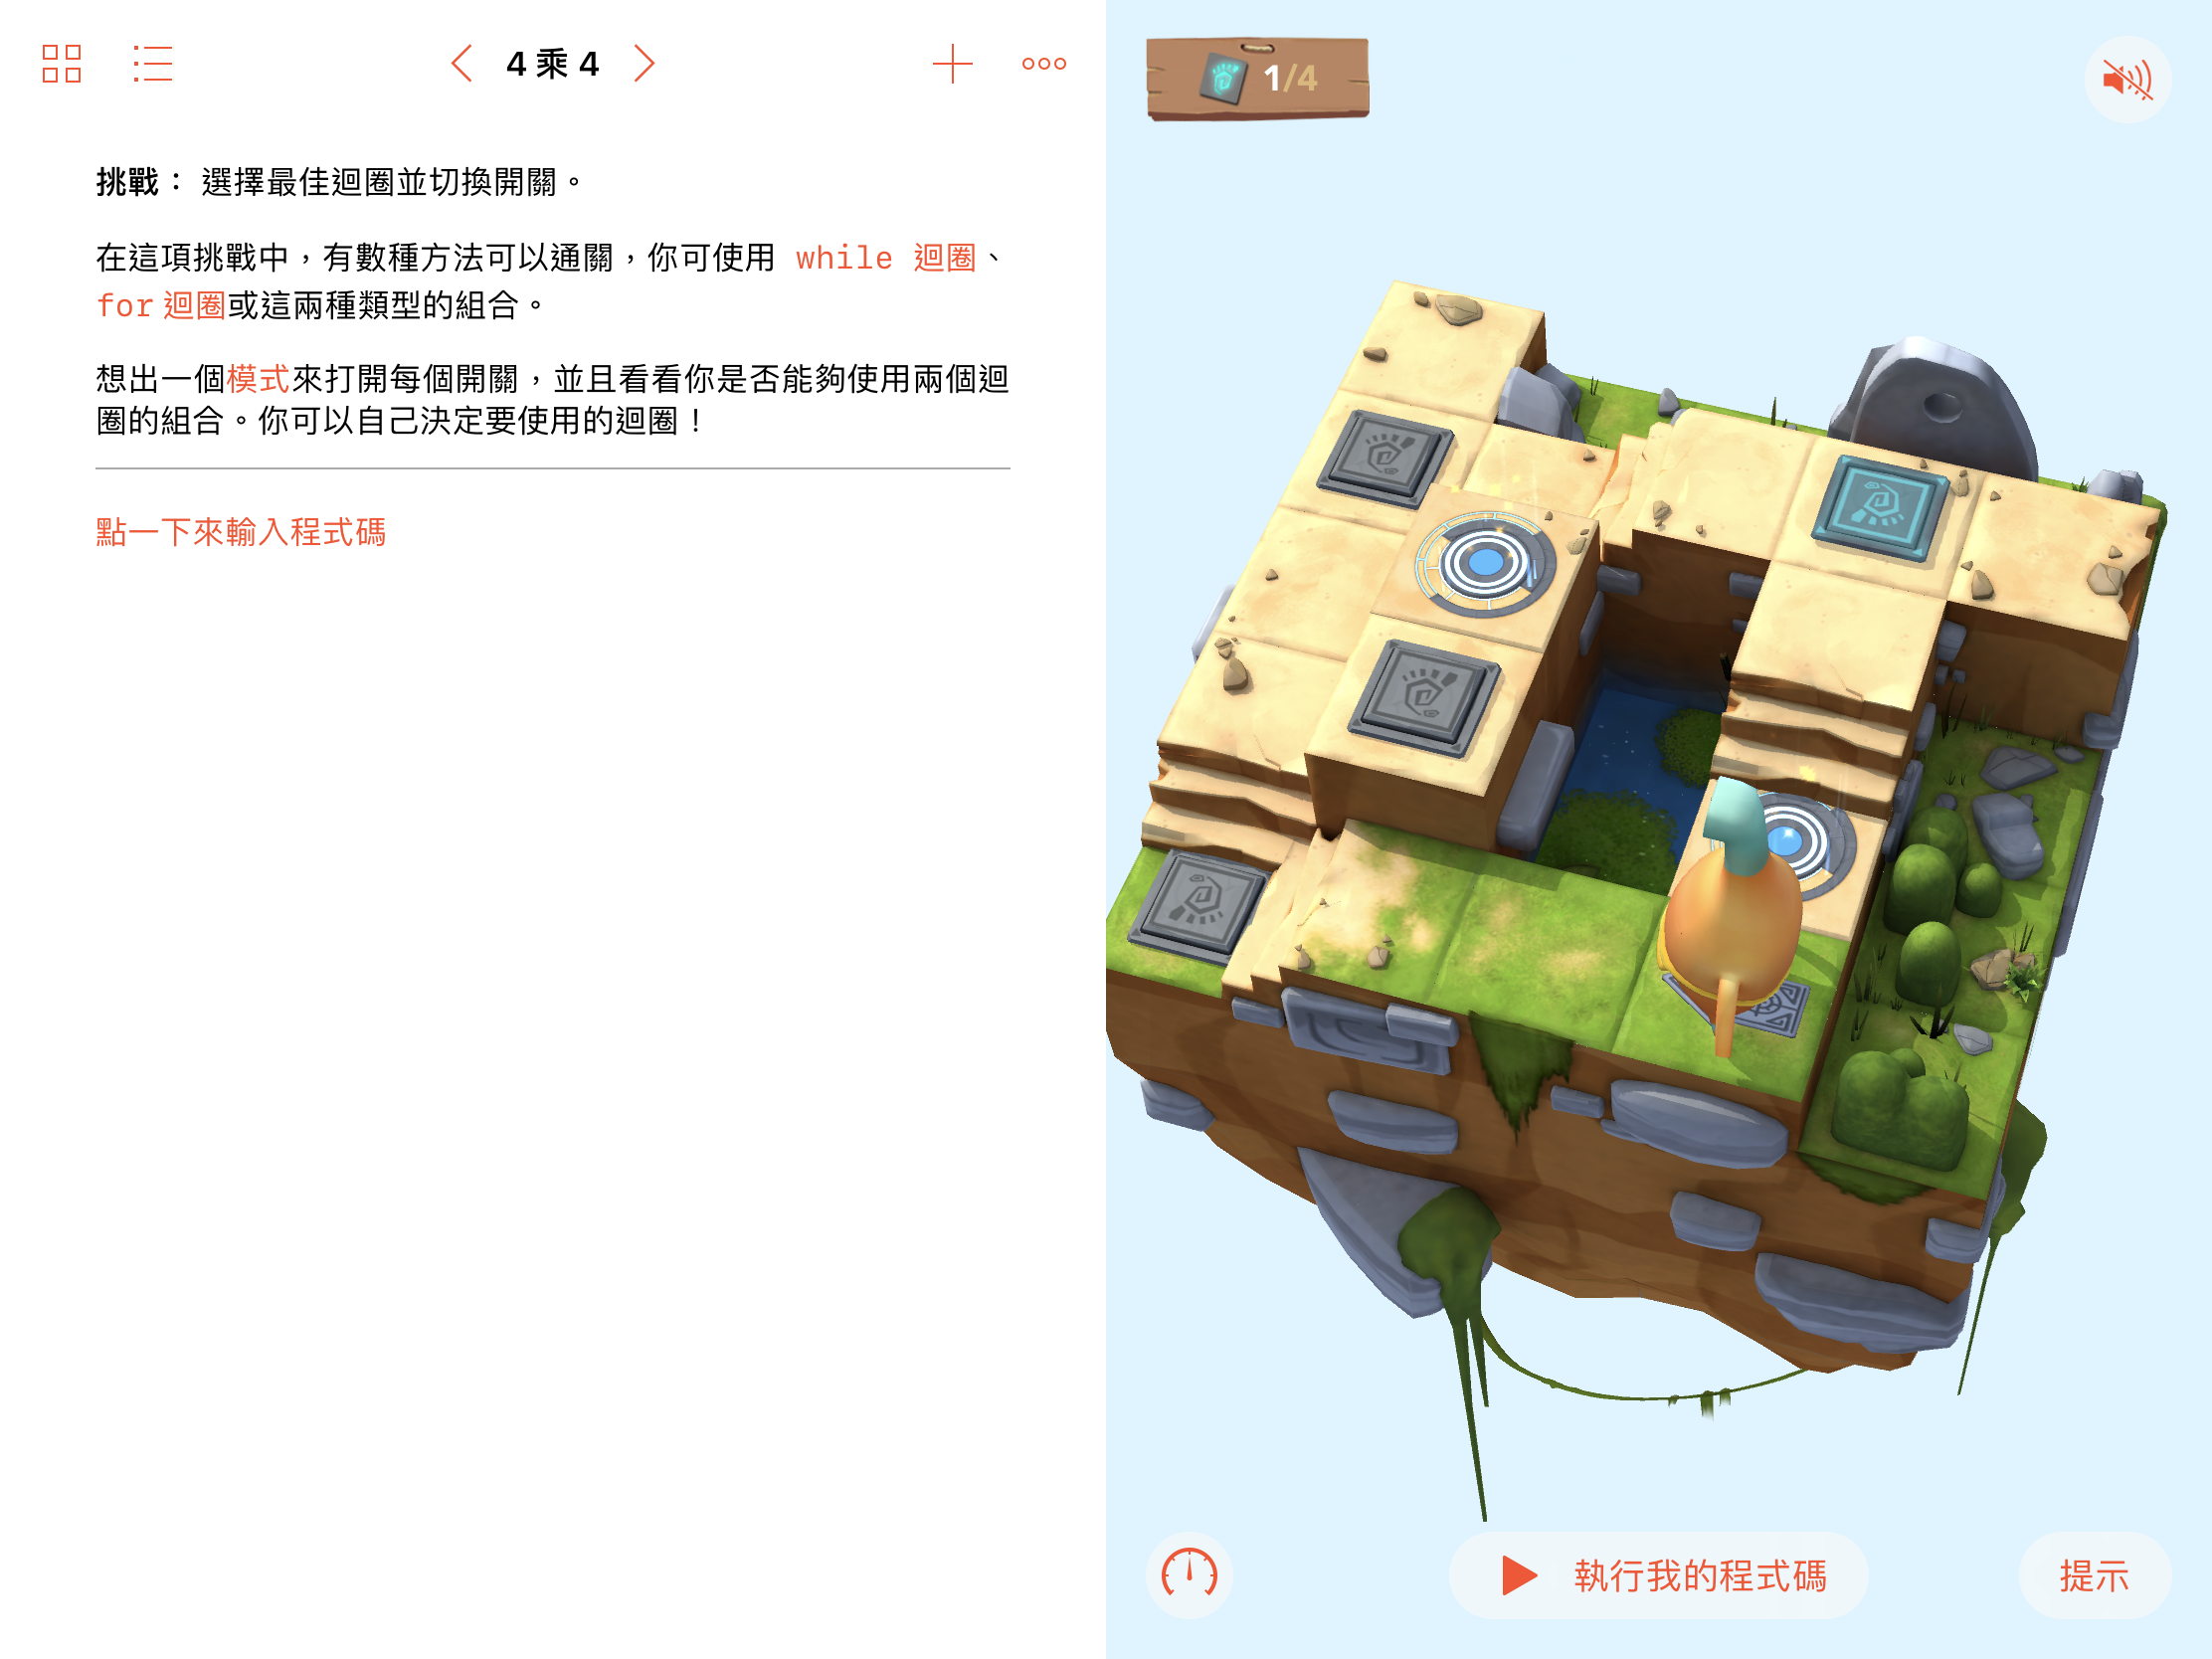 4 乘 4
挑戰： 選擇最佳迴圈並切換開關。
在這項挑戰中，有數種方法可以通關，你可使用 while 迴圈、
for 迴圈或這兩種類型的組合。
想出一個模式來打開每個開關，並且看看你是否能夠使用兩個迴
圈的組合。你可以自己決定要使用的迴圈！
點一下來輸入程式碼
1/4
執行我的程式碼
提示